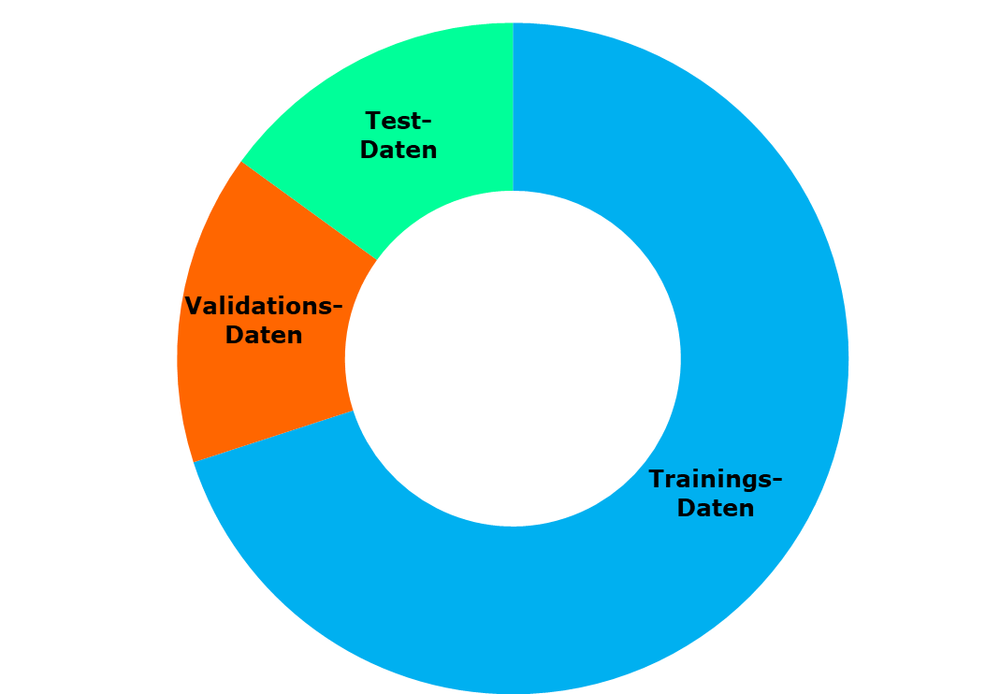 Test-
Daten
Validations-
Daten
Trainings-
Daten